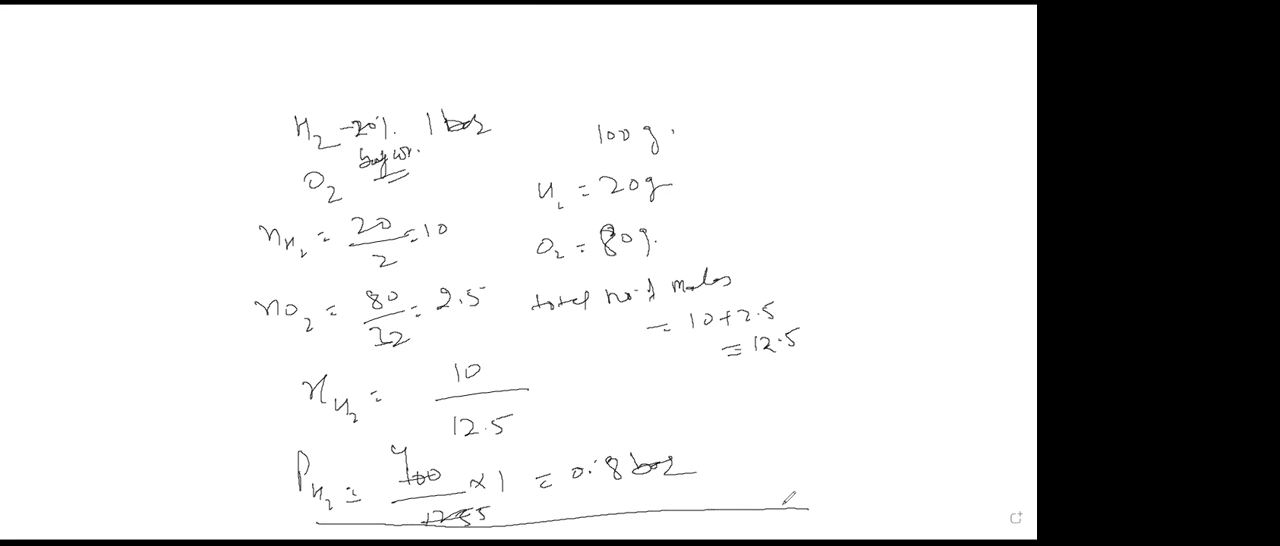 H₂ -20%. 1 bar
by wt.
O₂
100 g.
H₂ = 20g
O₂ = 80g.
nH₂ = 20/2 = 10
nO₂ = 80/32 = 2.5
total no. of moles
= 10+2.5
= 12.5
xH₂ = 10/12.5
PH₂ = 100/125 × 1 = 0.8 bar